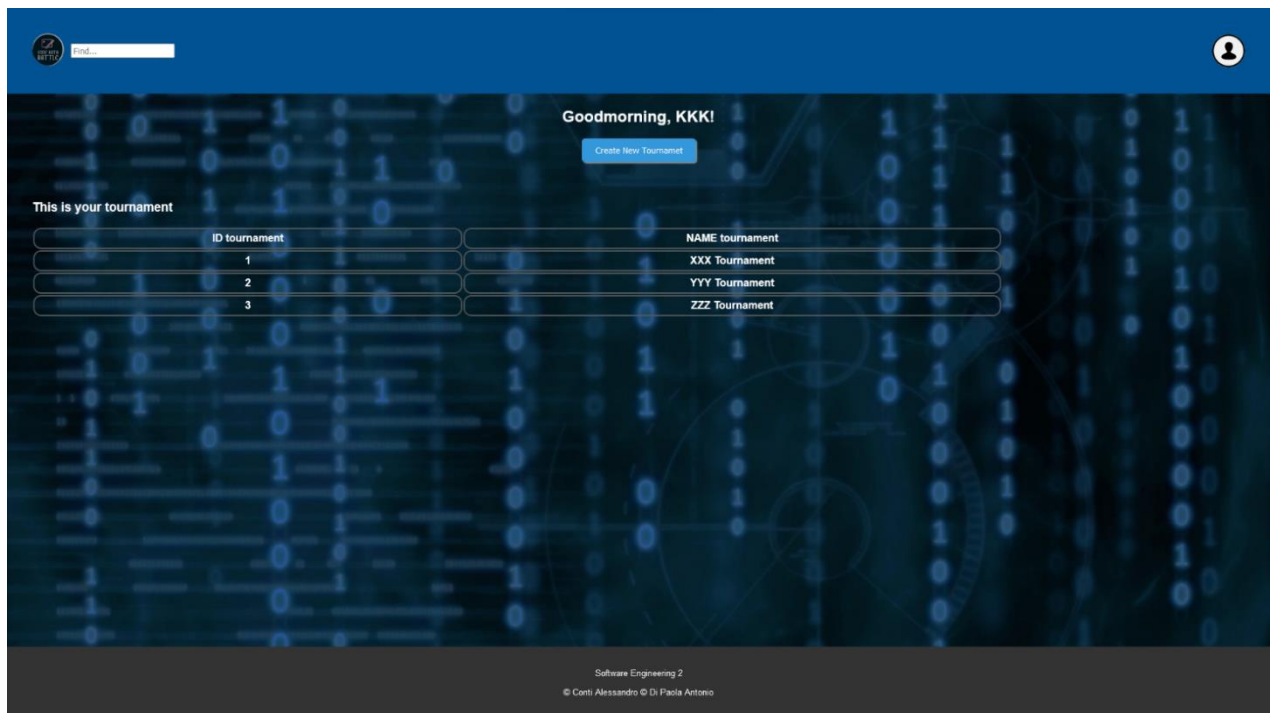 BATTLE
Find...
Goodmorning, KKK!
Create New Tournamet
This is your tournament
ID tournament NAME tournament
1 XXX Tournament
2 YYY Tournament
3 ZZZ Tournament
Software Engineering 2
© Conti Alessandro © Di Paola Antonio